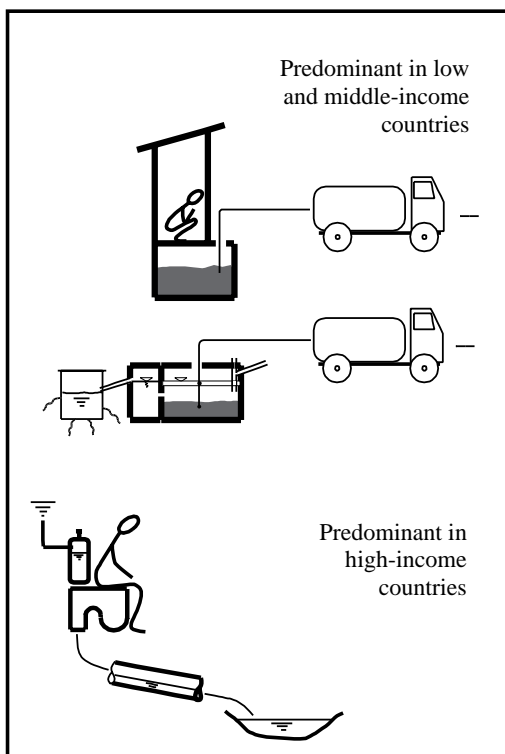 Predominant in low
and middle-income
countries
Predominant in
high-income
countries